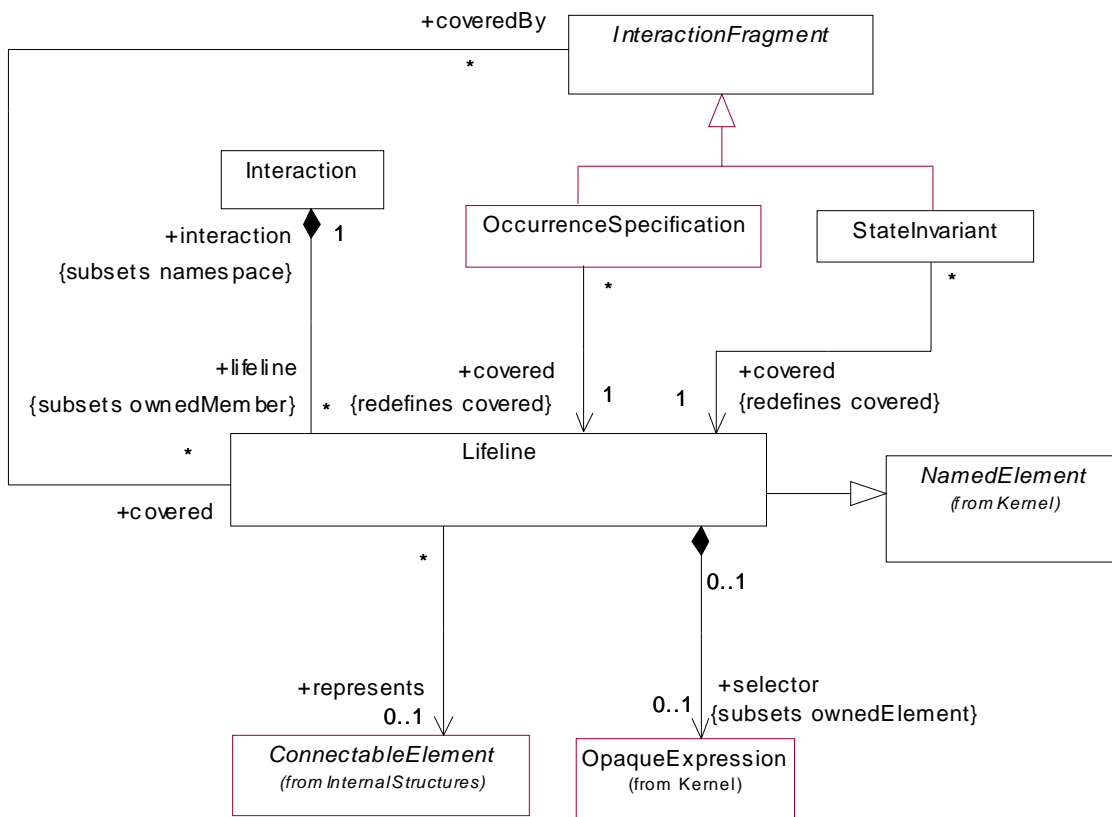 +coveredBy
*
InteractionFragment
Interaction
+interaction
1
{subsets namespace}
OccurrenceSpecification
*
StateInvariant
*
+lifeline
{subsets ownedMember}
*
+covered
{redefines covered}
1
1
+covered
{redefines covered}
*
+covered
Lifeline
NamedElement
(from Kernel)
*
0..1
+represents
0..1
+selector
0..1
{subsets ownedElement}
ConnectableElement
(from InternalStructures)
OpaqueExpression
(from Kernel)